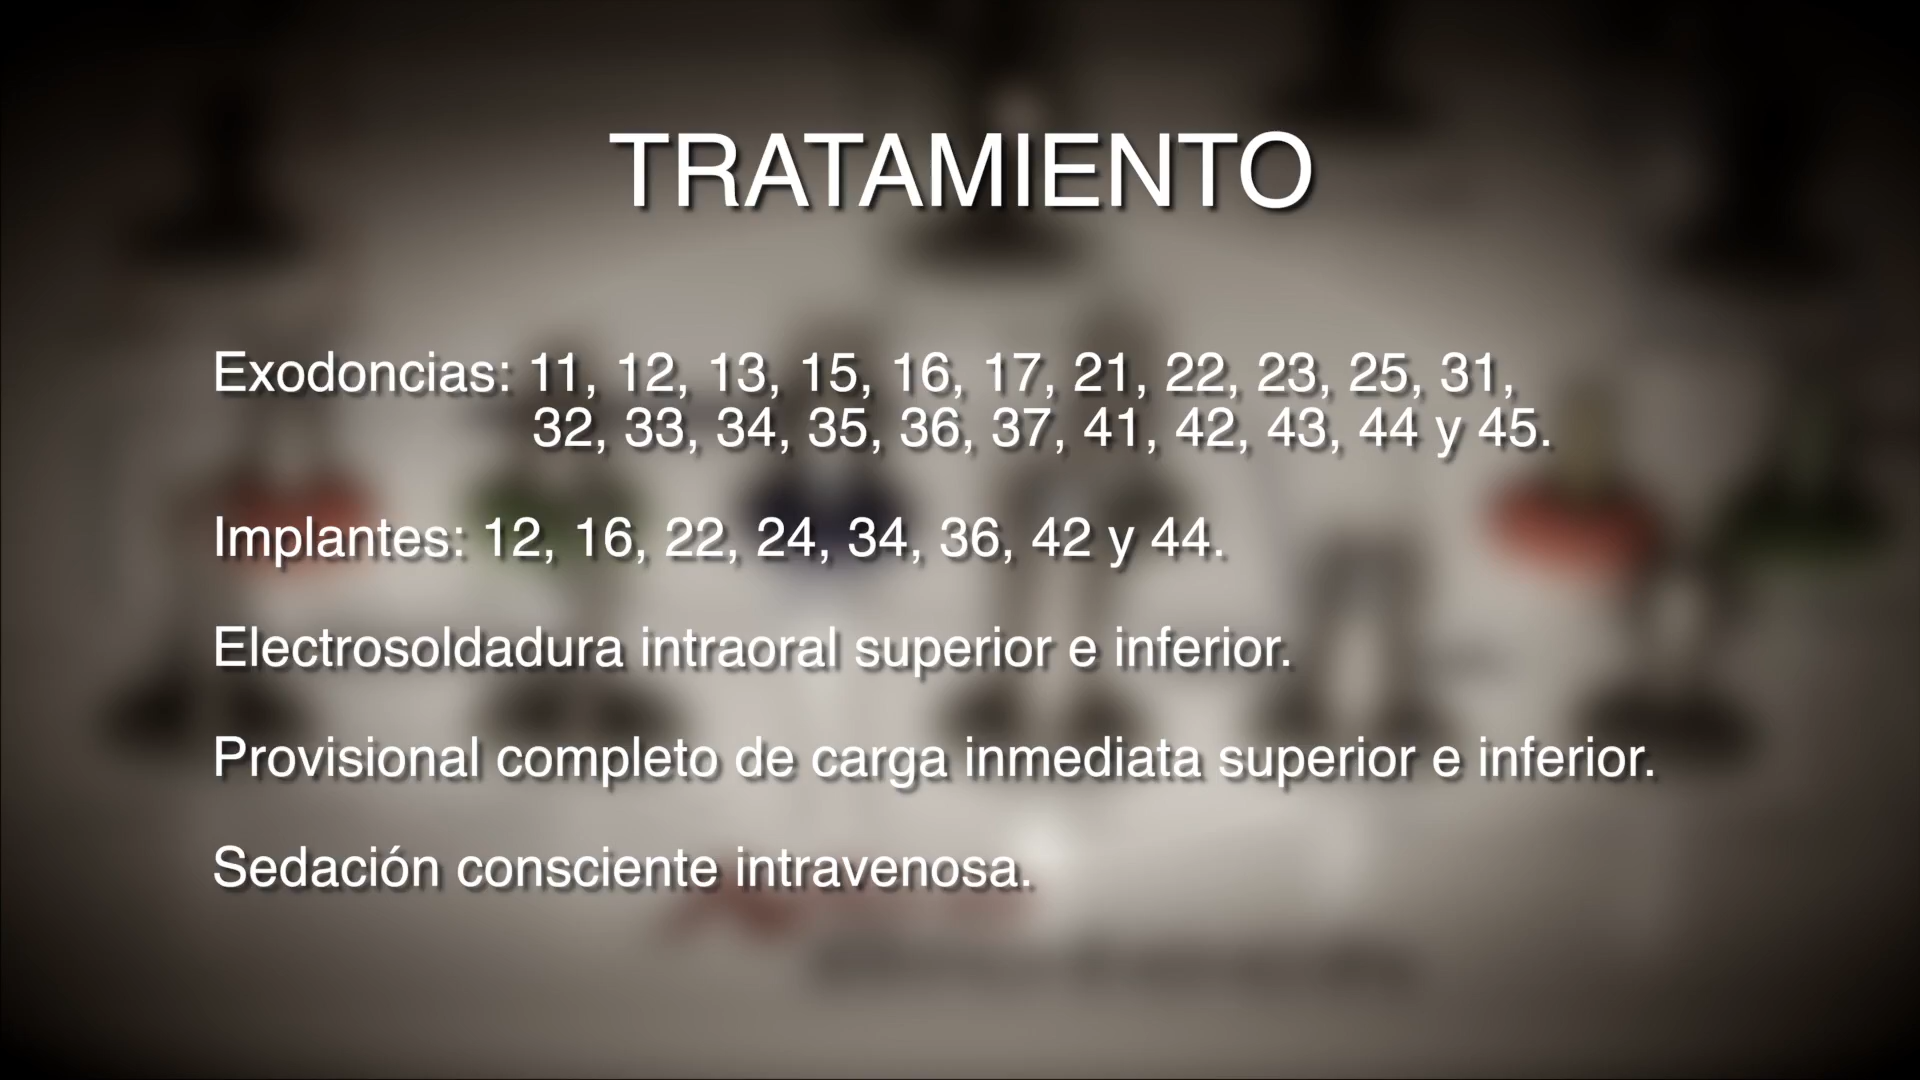 TRATAMIENTO
Exodoncias: 11, 12, 13, 15, 16, 17, 21, 22, 23, 25, 31,
32, 33, 34, 35, 36, 37, 41, 42, 43, 44 y 45.
Implantes: 12, 16, 22, 24, 34, 36, 42 y 44.
Electrosoldadura intraoral superior e inferior.
Provisional completo de carga inmediata superior e inferior.
Sedación consciente intravenosa.